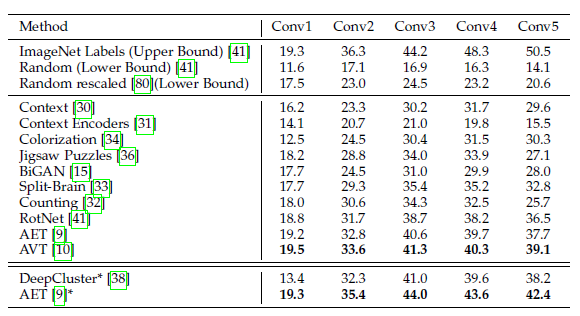 Method Conv1 Conv2 Conv3 Conv4 Conv5
ImageNet Labels (Upper Bound) [41] 19.3 36.3 44.2 48.3 50.5
Random (Lower Bound) [41] 11.6 17.1 16.9 16.3 14.1
Random rescaled [80](Lower Bound) 17.5 23.0 24.5 23.2 20.6
Context [30] 16.2 23.3 30.2 31.7 29.6
Context Encoders [31] 14.1 20.7 21.0 19.8 15.5
Colorization [34] 12.5 24.5 30.4 31.5 30.3
Jigsaw Puzzles [36] 18.2 28.8 34.0 33.9 27.1
BiGAN [15] 17.7 24.5 31.0 29.9 28.0
Split-Brain [33] 17.7 29.3 35.4 35.2 32.8
Counting [32] 18.0 30.6 34.3 32.5 25.7
RotNet [41] 18.8 31.7 38.7 38.2 36.5
AET [9] 19.2 32.8 40.6 39.7 37.7
AVT [10] 19.5 33.6 41.3 40.3 39.1
DeepCluster* [38] 13.4 32.3 41.0 39.6 38.2
AET [9]* 19.3 35.4 44.0 43.6 42.4